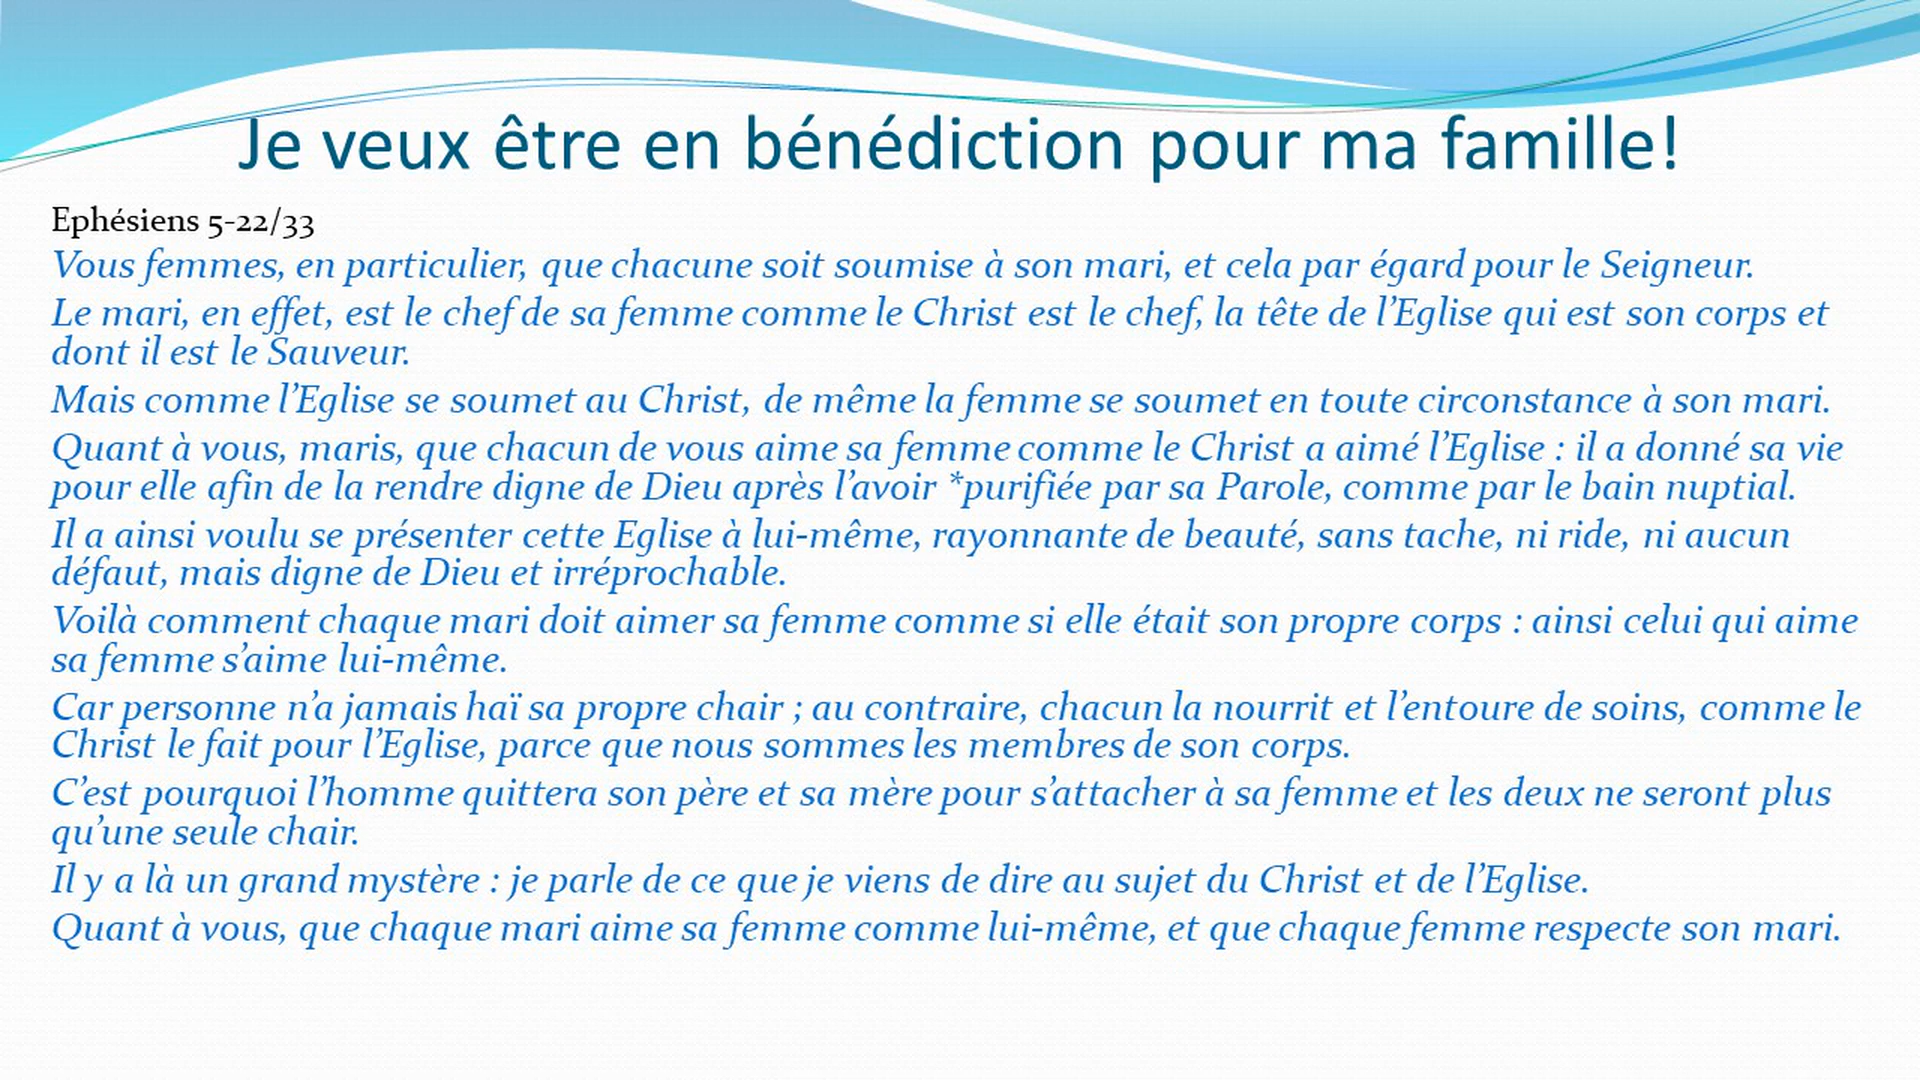 Je veux être en bénédiction pour ma famille!
Ephésiens 5-22/33
Vous femmes, en particulier, que chacune soit soumise à son mari, et cela par égard pour le Seigneur.
Le mari, en effet, est le chef de sa femme comme le Christ est le chef, la tête de l’Eglise qui est son corps et
dont il est le Sauveur.
Mais comme l’Eglise se soumet au Christ, de même la femme se soumet en toute circonstance à son mari.
Quant à vous, maris, que chacun de vous aime sa femme comme le Christ a aimé l’Eglise : il a donné sa vie
pour elle afin de la rendre digne de Dieu après l’avoir *purifiée par sa Parole, comme par le bain nuptial.
Il a ainsi voulu se présenter cette Eglise à lui-même, rayonnante de beauté, sans tache, ni ride, ni aucun
défaut, mais digne de Dieu et irréprochable.
Voilà comment chaque mari doit aimer sa femme comme si elle était son propre corps : ainsi celui qui aime
sa femme s’aime lui-même.
Car personne n’a jamais haï sa propre chair ; au contraire, chacun la nourrit et l’entoure de soins, comme le
Christ le fait pour l’Eglise, parce que nous sommes les membres de son corps.
C’est pourquoi l’homme quittera son père et sa mère pour s’attacher à sa femme et les deux ne seront plus
qu’une seule chair.
Il y a là un grand mystère : je parle de ce que je viens de dire au sujet du Christ et de l’Eglise.
Quant à vous, que chaque mari aime sa femme comme lui-même, et que chaque femme respecte son mari.